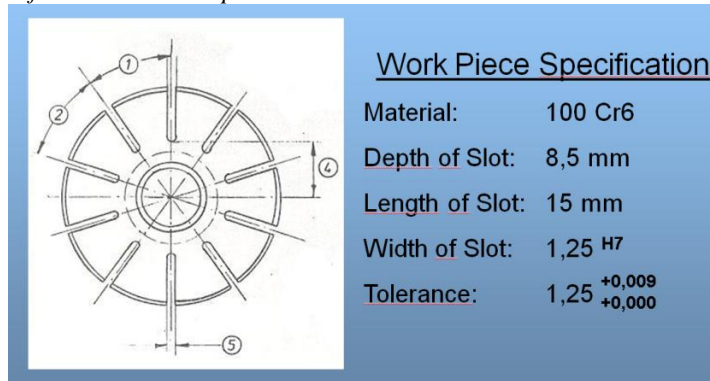 ①
②
④
⑤
Work Piece Specification
Material: 100 Cr6
Depth of Slot: 8,5 mm
Length of Slot: 15 mm
Width of Slot: 1,25 H7
Tolerance: 1,25 +0,009
+0,000